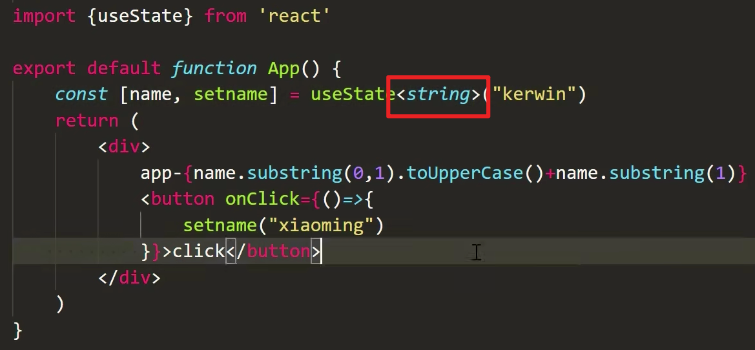 import {useState} from 'react'
export default function App() {
const [name, setname] = useState<string>("kerwin")
return (
<div>
app-{name.substring(0,1).toUpperCase()+name.substring(1)}
<button onClick={()=>{
setname("xiaoming")
}}>click</button>
</div>
)
}